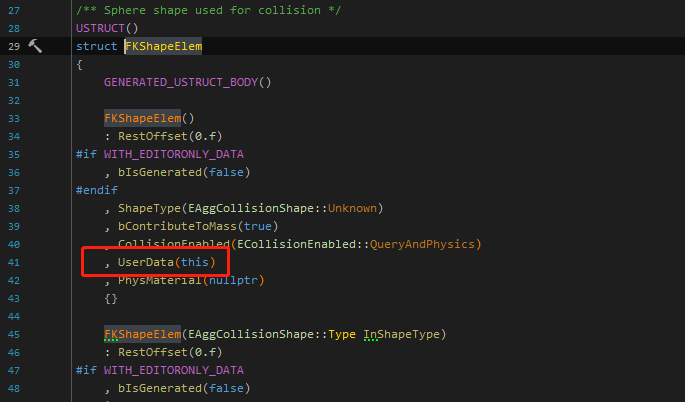 27 /** Sphere shape used for collision */
28 USTRUCT()
29 struct FKShapeElem
30 {
31 GENERATED_USTRUCT_BODY()
32
33 FKShapeElem()
34 : RestOffset(0.f)
35 #if WITH_EDITORONLY_DATA
36 , bIsGenerated(false)
37 #endif
38 , ShapeType(EAggCollisionShape::Unknown)
39 , bContributeToMass(true)
40 , CollisionEnabled(ECollisionEnabled::QueryAndPhysics)
41 , UserData(this)
42 , PhysMaterial(nullptr)
43 {}
44
45 FKShapeElem(EAggCollisionShape::Type InShapeType)
46 : RestOffset(0.f)
47 #if WITH_EDITORONLY_DATA
48 , bIsGenerated(false)